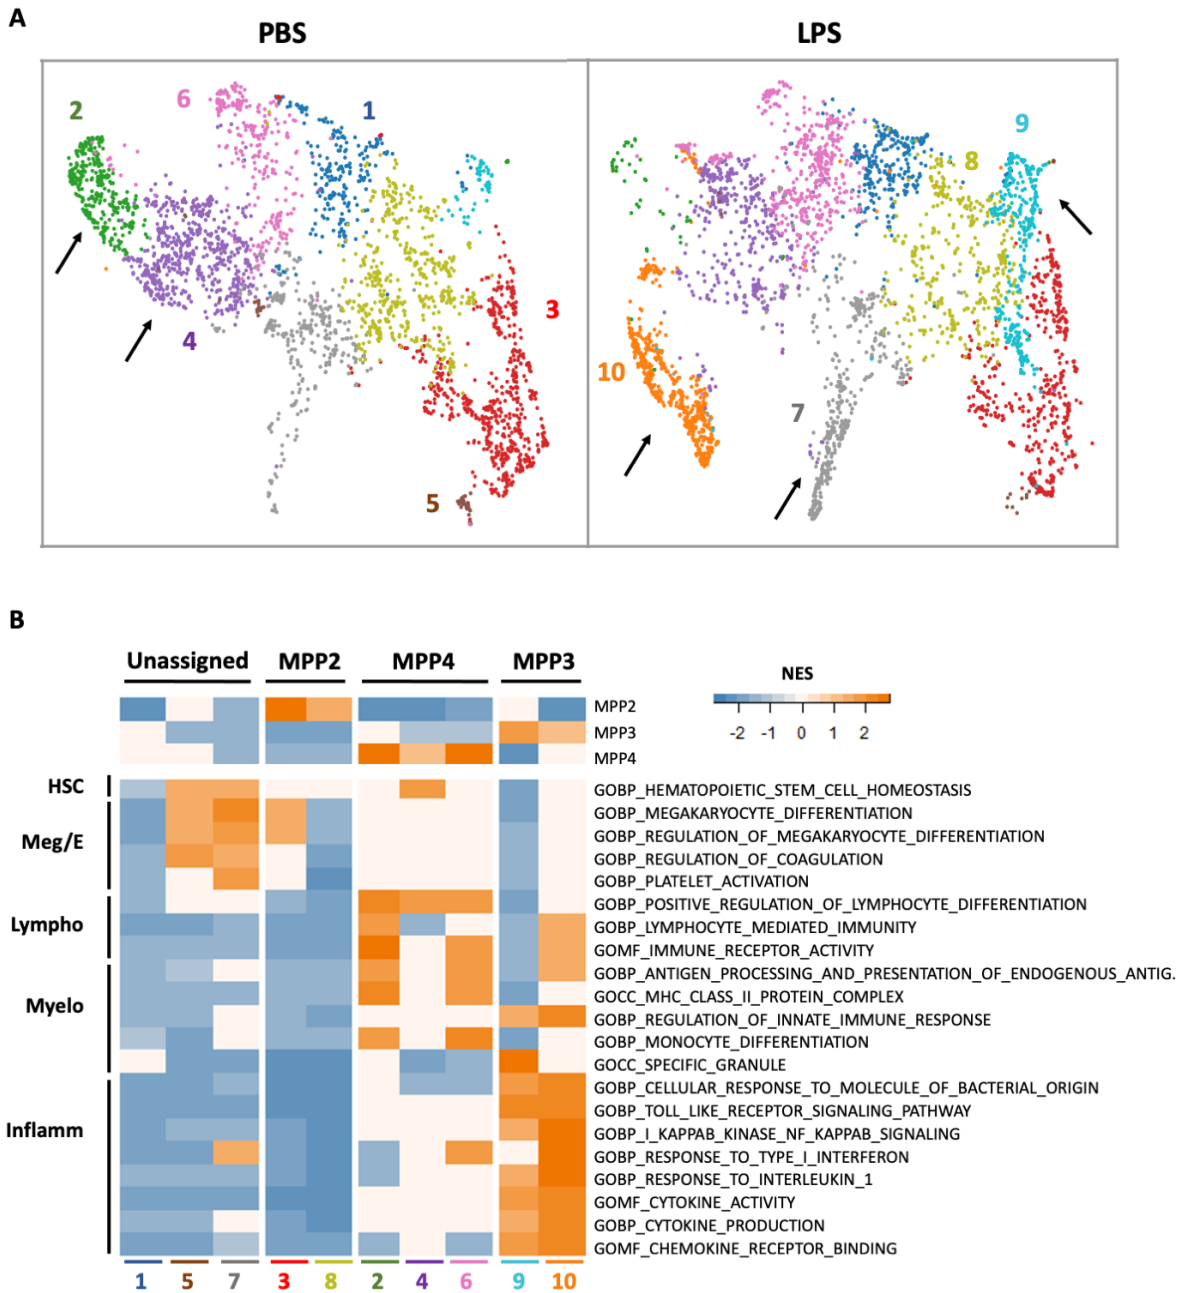 A
PBS
LPS
2
6
1
4
3
5
9
8
10
7
B
Unassigned
MPP2
MPP4
MPP3
NES
-2 -1 0 1 2
MPP2
MPP3
MPP4
HSC
Meg/E
Lympho
Myelo
Inflamm
GOBP_HEMATOPOIETIC_STEM_CELL_HOMEOSTASIS
GOBP_MEGAKARYOCYTE_DIFFERENTIATION
GOBP_REGULATION_OF_MEGAKARYOCYTE_DIFFERENTIATION
GOBP_REGULATION_OF_COAGULATION
GOBP_PLATELET_ACTIVATION
GOBP_POSITIVE_REGULATION_OF_LYMPHOCYTE_DIFFERENTIATION
GOBP_LYMPHOCYTE_MEDIATED_IMMUNITY
GOMF_IMMUNE_RECEPTOR_ACTIVITY
GOBP_ANTIGEN_PROCESSING_AND_PRESENTATION_OF_ENDOGENOUS_ANTIG.
GOCC_MHC_CLASS_II_PROTEIN_COMPLEX
GOBP_REGULATION_OF_INNATE_IMMUNE_RESPONSE
GOBP_MONOCYTE_DIFFERENTIATION
GOCC_SPECIFIC_GRANULE
GOBP_CELLULAR_RESPONSE_TO_MOLECULE_OF_BACTERIAL_ORIGIN
GOBP_TOLL_LIKE_RECEPTOR_SIGNALING_PATHWAY
GOBP_I_KAPPAB_KINASE_NF_KAPPAB_SIGNALING
GOBP_RESPONSE_TO_TYPE_I_INTERFERON
GOBP_RESPONSE_TO_INTERLEUKIN_1
GOMF_CYTOKINE_ACTIVITY
GOBP_CYTOKINE_PRODUCTION
GOMF_CHEMOKINE_RECEPTOR_BINDING
1 5 7 3 8 2 4 6 9 10